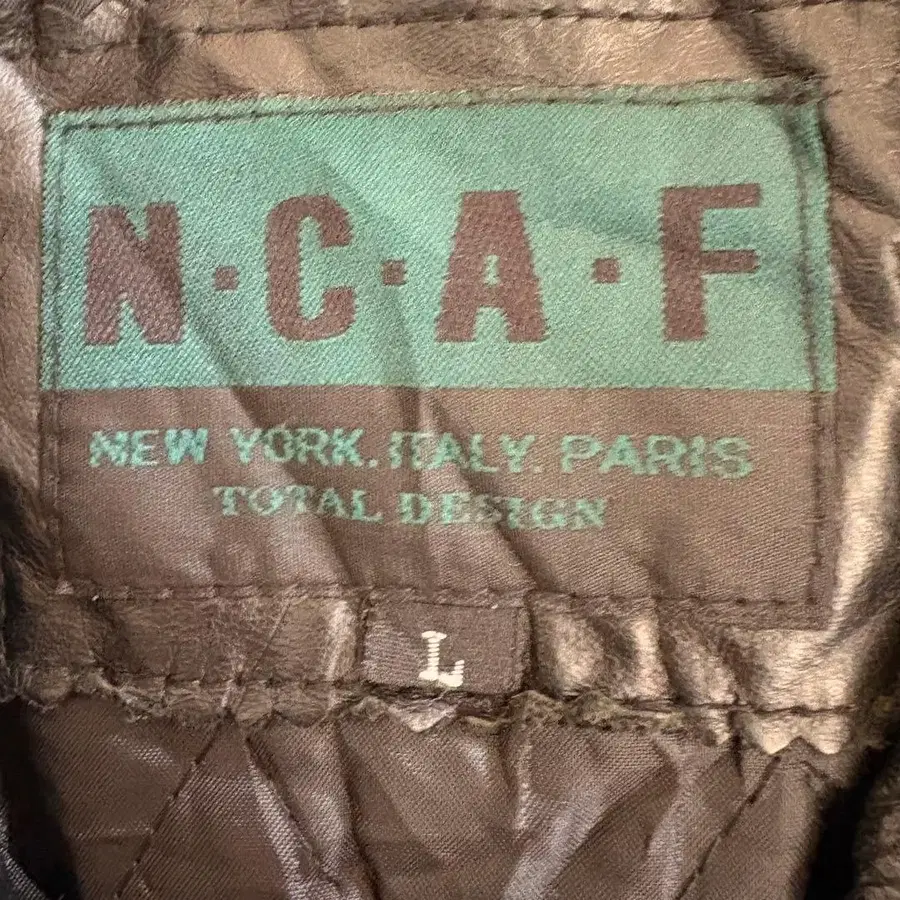 N·C·A·F
NEW YORK. ITALY. PARIS
TOTAL DESIGN
L